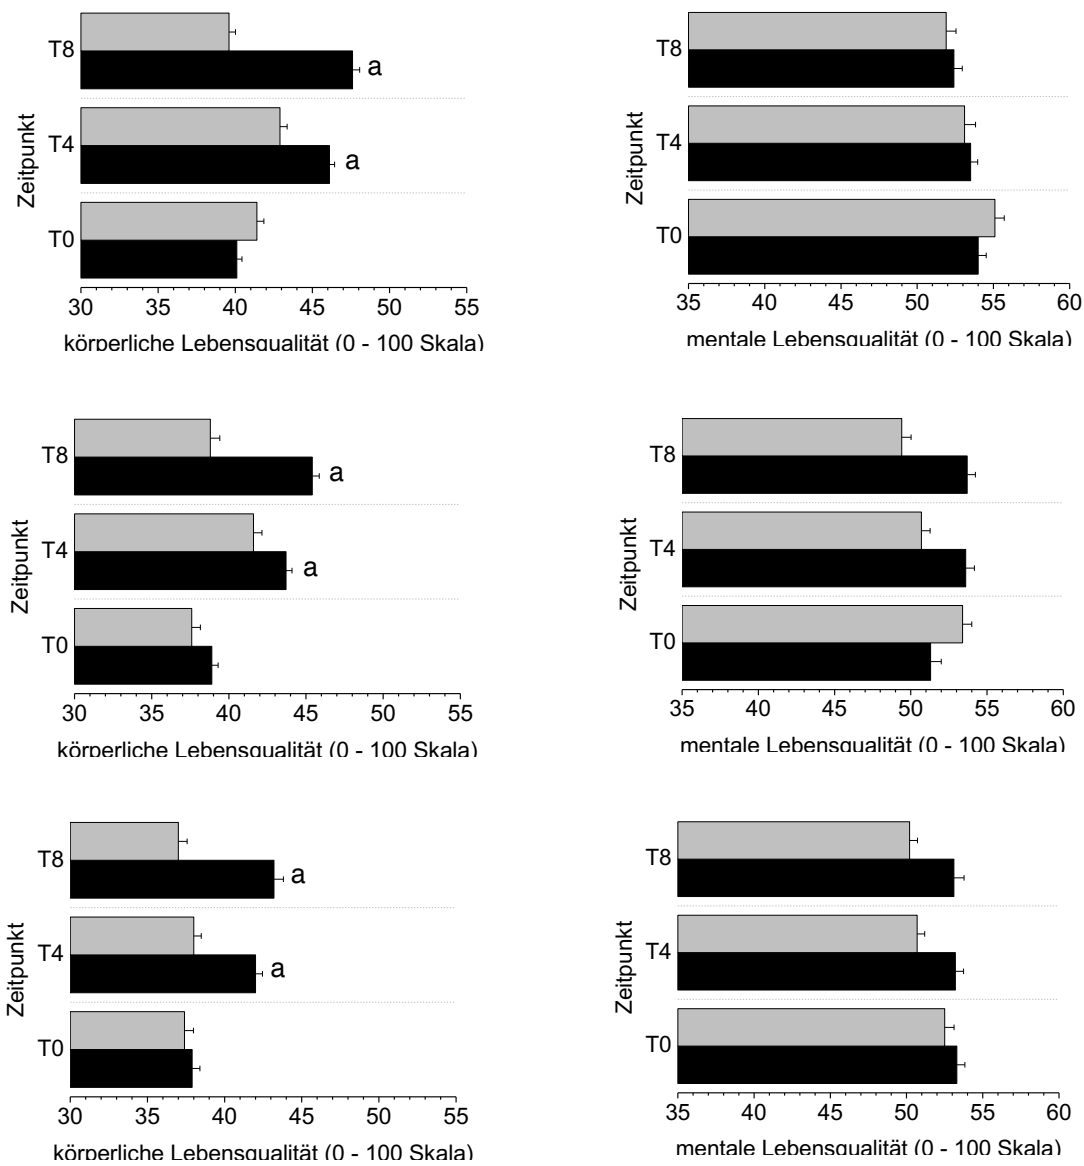 T8
a
T4
a
T0
Zeitpunkt
30 35 40 45 50 55
körperliche Lebensqualität (0 - 100 Skala)
T8
T4
T0
Zeitpunkt
35 40 45 50 55 60
mentale Lebensqualität (0 - 100 Skala)
T8
a
T4
a
T0
Zeitpunkt
30 35 40 45 50 55
körperliche Lebensqualität (0 - 100 Skala)
T8
T4
T0
Zeitpunkt
35 40 45 50 55 60
mentale Lebensqualität (0 - 100 Skala)
T8
a
T4
a
T0
Zeitpunkt
30 35 40 45 50 55
körperliche Lebensqualität (0 - 100 Skala)
T8
T4
T0
Zeitpunkt
35 40 45 50 55 60
mentale Lebensqualität (0 - 100 Skala)